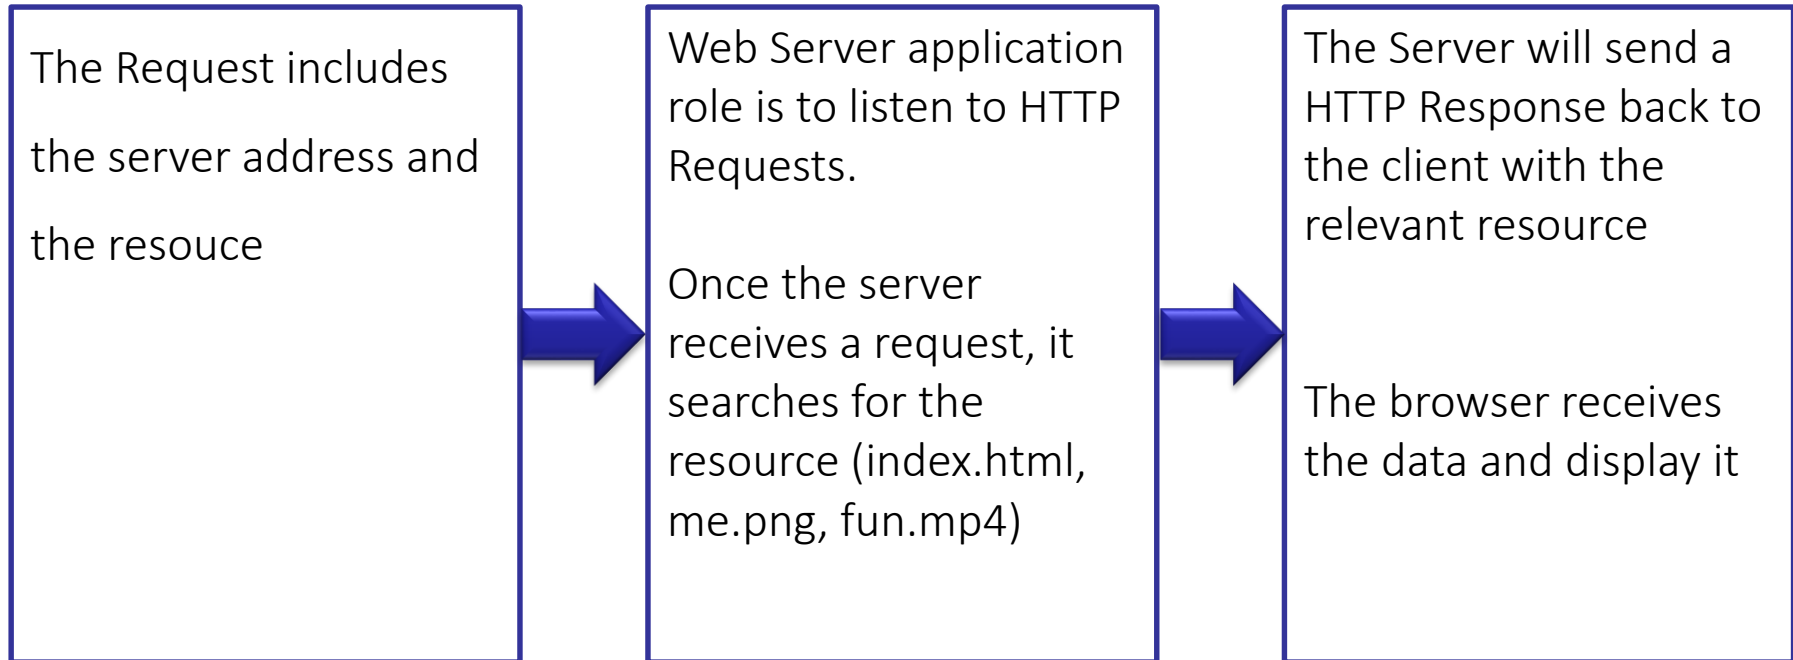 The Request includes
the server address and
the resouce
Web Server application
role is to listen to HTTP
Requests.
Once the server
receives a request, it
searches for the
resource (index.html,
me.png, fun.mp4)
The Server will send a
HTTP Response back to
the client with the
relevant resource
The browser receives
the data and display it